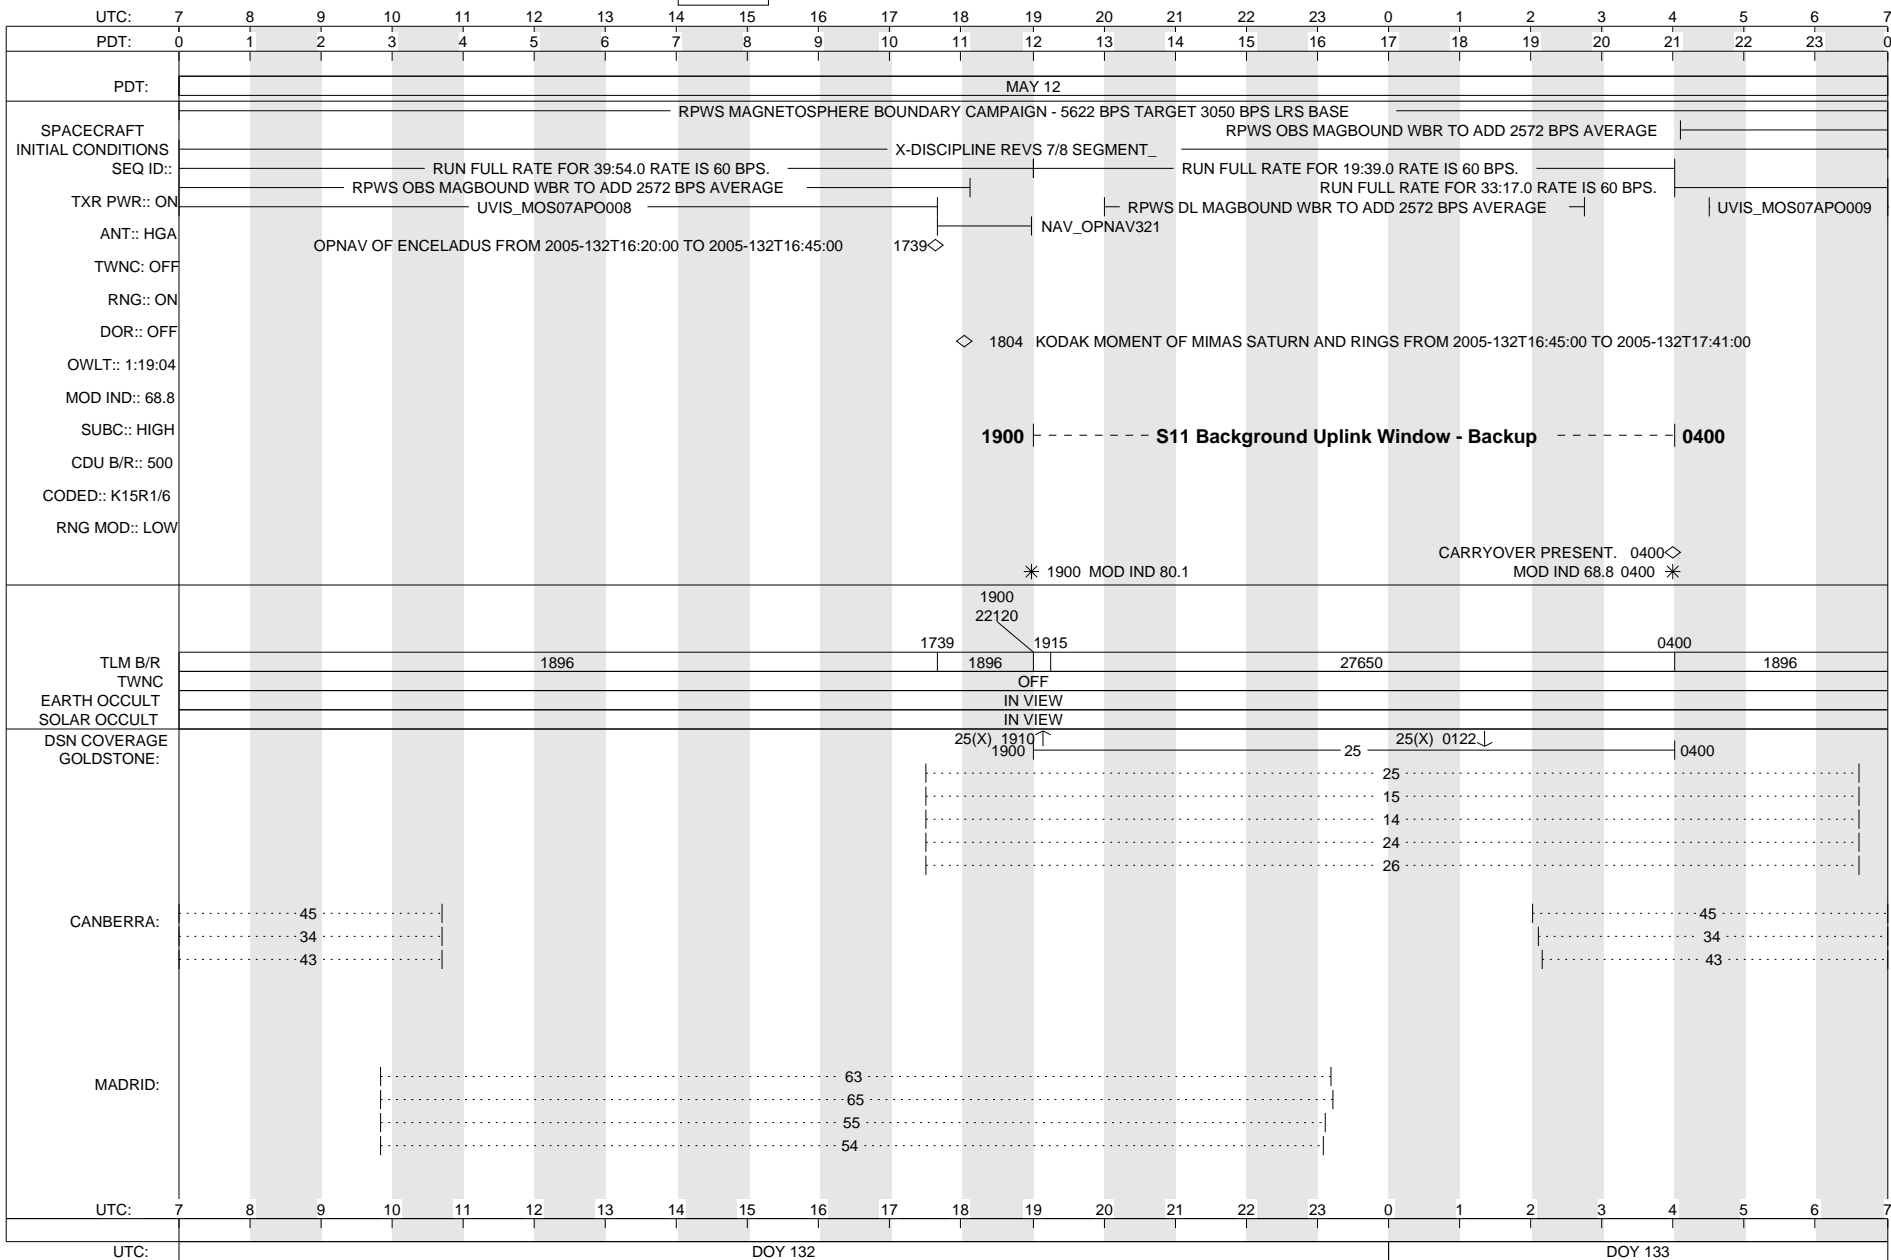 UTC: 7 8 9 10 11 12 13 14 15 16 17 18 19 20 21 22 23 0 1 2 3 4 5 6 7
PDT: 0 1 2 3 4 5 6 7 8 9 10 11 12 13 14 15 16 17 18 19 20 21 22 23 0
PDT: MAY 12
RPWS MAGNETOSPHERE BOUNDARY CAMPAIGN - 5622 BPS TARGET 3050 BPS LRS BASE
SPACECRAFT RPWS OBS MAGBOUND WBR TO ADD 2572 BPS AVERAGE
INITIAL CONDITIONS X-DISCIPLINE REVS 7/8 SEGMENT_
SEQ ID:: RUN FULL RATE FOR 39:54.0 RATE IS 60 BPS. RUN FULL RATE FOR 19:39.0 RATE IS 60 BPS.
RPWS OBS MAGBOUND WBR TO ADD 2572 BPS AVERAGE RUN FULL RATE FOR 33:17.0 RATE IS 60 BPS.
TXR PWR:: ON UVIS_MOS07APO008 RPWS DL MAGBOUND WBR TO ADD 2572 BPS AVERAGE UVIS_MOS07APO009
ANT:: HGA NAV_OPNAV321
OPNAV OF ENCELADUS FROM 2005-132T16:20:00 TO 2005-132T16:45:00 1739
TWNC: OFF
RNG:: ON
DOR:: OFF
1804 KODAK MOMENT OF MIMAS SATURN AND RINGS FROM 2005-132T16:45:00 TO 2005-132T17:41:00
OWLT:: 1:19:04
MOD IND:: 68.8
SUBC:: HIGH 1900 S11 Background Uplink Window - Backup 0400
CDU B/R:: 500
CODED:: K15R1/6
RNG MOD:: LOW
CARRYOVER PRESENT. 0400
1900 MOD IND 80.1 MOD IND 68.8 0400
1900
22120
1739 1915 0400
TLM B/R 1896 1896 27650 1896
TWNC OFF
EARTH OCCULT IN VIEW
SOLAR OCCULT IN VIEW
DSN COVERAGE 25(X) 1910 25(X) 0122
GOLDSTONE: 1900 25 0400
25
15
14
24
26
CANBERRA: 45 45
34 34
43 43
MADRID: 63
65
55
54
UTC: 7 8 9 10 11 12 13 14 15 16 17 18 19 20 21 22 23 0 1 2 3 4 5 6 7
UTC: DOY 132 DOY 133